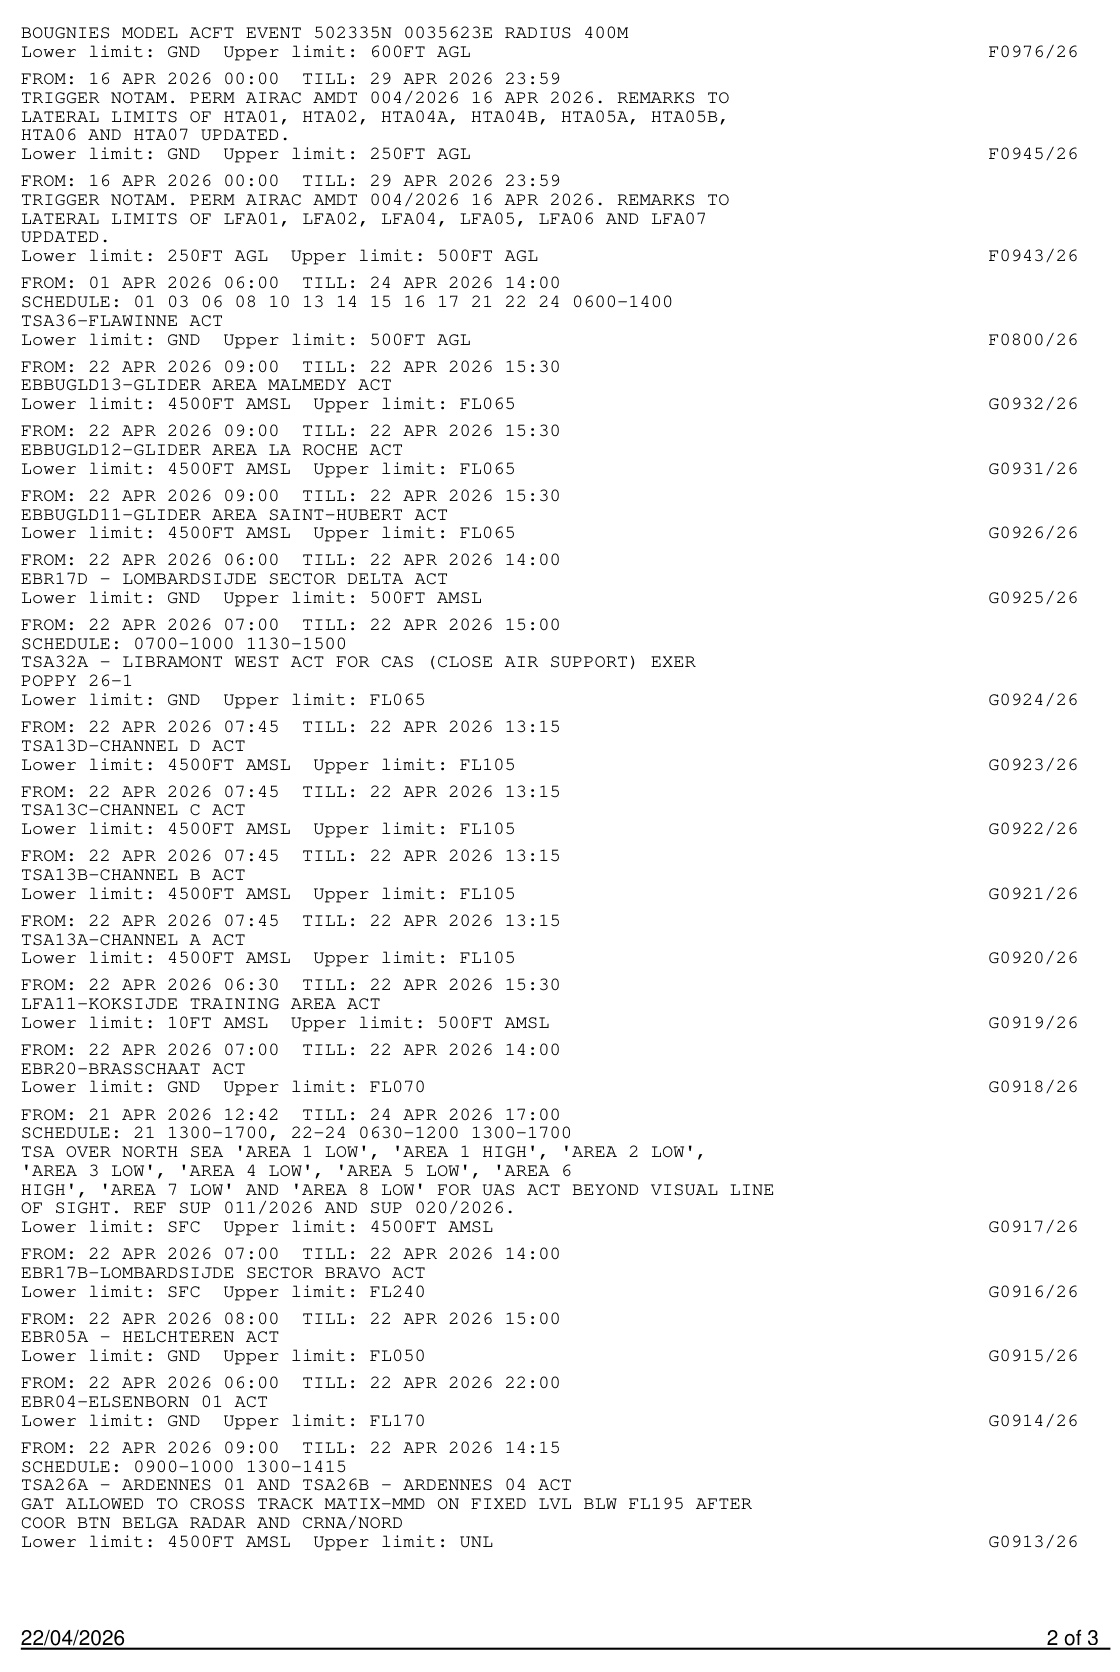 BOUGNIES MODEL ACFT EVENT 502335N 0035623E RADIUS 400M
Lower limit: GND  Upper limit: 600FT AGL F0976/26
FROM: 16 APR 2026 00:00  TILL: 29 APR 2026 23:59
TRIGGER NOTAM. PERM AIRAC AMDT 004/2026 16 APR 2026. REMARKS TO
LATERAL LIMITS OF HTA01, HTA02, HTA04A, HTA04B, HTA05A, HTA05B,
HTA06 AND HTA07 UPDATED.
Lower limit: GND  Upper limit: 250FT AGL F0945/26
FROM: 16 APR 2026 00:00  TILL: 29 APR 2026 23:59
TRIGGER NOTAM. PERM AIRAC AMDT 004/2026 16 APR 2026. REMARKS TO
LATERAL LIMITS OF LFA01, LFA02, LFA04, LFA05, LFA06 AND LFA07
UPDATED.
Lower limit: 250FT AGL  Upper limit: 500FT AGL F0943/26
FROM: 01 APR 2026 06:00  TILL: 24 APR 2026 14:00
SCHEDULE: 01 03 06 08 10 13 14 15 16 17 21 22 24 0600-1400
TSA36-FLAWINNE ACT
Lower limit: GND  Upper limit: 500FT AGL F0800/26
FROM: 22 APR 2026 09:00  TILL: 22 APR 2026 15:30
EBBUGLD13-GLIDER AREA MALMEDY ACT
Lower limit: 4500FT AMSL  Upper limit: FL065 G0932/26
FROM: 22 APR 2026 09:00  TILL: 22 APR 2026 15:30
EBBUGLD12-GLIDER AREA LA ROCHE ACT
Lower limit: 4500FT AMSL  Upper limit: FL065 G0931/26
FROM: 22 APR 2026 09:00  TILL: 22 APR 2026 15:30
EBBUGLD11-GLIDER AREA SAINT-HUBERT ACT
Lower limit: 4500FT AMSL  Upper limit: FL065 G0926/26
FROM: 22 APR 2026 06:00  TILL: 22 APR 2026 14:00
EBR17D - LOMBARDSIJDE SECTOR DELTA ACT
Lower limit: GND  Upper limit: 500FT AMSL G0925/26
FROM: 22 APR 2026 07:00  TILL: 22 APR 2026 15:00
SCHEDULE: 0700-1000 1130-1500
TSA32A - LIBRAMONT WEST ACT FOR CAS (CLOSE AIR SUPPORT) EXER
POPPY 26-1
Lower limit: GND  Upper limit: FL065 G0924/26
FROM: 22 APR 2026 07:45  TILL: 22 APR 2026 13:15
TSA13D-CHANNEL D ACT
Lower limit: 4500FT AMSL  Upper limit: FL105 G0923/26
FROM: 22 APR 2026 07:45  TILL: 22 APR 2026 13:15
TSA13C-CHANNEL C ACT
Lower limit: 4500FT AMSL  Upper limit: FL105 G0922/26
FROM: 22 APR 2026 07:45  TILL: 22 APR 2026 13:15
TSA13B-CHANNEL B ACT
Lower limit: 4500FT AMSL  Upper limit: FL105 G0921/26
FROM: 22 APR 2026 07:45  TILL: 22 APR 2026 13:15
TSA13A-CHANNEL A ACT
Lower limit: 4500FT AMSL  Upper limit: FL105 G0920/26
FROM: 22 APR 2026 06:30  TILL: 22 APR 2026 15:30
LFA11-KOKSIJDE TRAINING AREA ACT
Lower limit: 10FT AMSL  Upper limit: 500FT AMSL G0919/26
FROM: 22 APR 2026 07:00  TILL: 22 APR 2026 14:00
EBR20-BRASSCHAAT ACT
Lower limit: GND  Upper limit: FL070 G0918/26
FROM: 21 APR 2026 12:42  TILL: 24 APR 2026 17:00
SCHEDULE: 21 1300-1700, 22-24 0630-1200 1300-1700
TSA OVER NORTH SEA 'AREA 1 LOW', 'AREA 1 HIGH', 'AREA 2 LOW',
'AREA 3 LOW', 'AREA 4 LOW', 'AREA 5 LOW', 'AREA 6
HIGH', 'AREA 7 LOW' AND 'AREA 8 LOW' FOR UAS ACT BEYOND VISUAL LINE
OF SIGHT. REF SUP 011/2026 AND SUP 020/2026.
Lower limit: SFC  Upper limit: 4500FT AMSL G0917/26
FROM: 22 APR 2026 07:00  TILL: 22 APR 2026 14:00
EBR17B-LOMBARDSIJDE SECTOR BRAVO ACT
Lower limit: SFC  Upper limit: FL240 G0916/26
FROM: 22 APR 2026 08:00  TILL: 22 APR 2026 15:00
EBR05A - HELCHTEREN ACT
Lower limit: GND  Upper limit: FL050 G0915/26
FROM: 22 APR 2026 06:00  TILL: 22 APR 2026 22:00
EBR04-ELSENBORN 01 ACT
Lower limit: GND  Upper limit: FL170 G0914/26
FROM: 22 APR 2026 09:00  TILL: 22 APR 2026 14:15
SCHEDULE: 0900-1000 1300-1415
TSA26A - ARDENNES 01 AND TSA26B - ARDENNES 04 ACT
GAT ALLOWED TO CROSS TRACK MATIX-MMD ON FIXED LVL BLW FL195 AFTER
COOR BTN BELGA RADAR AND CRNA/NORD
Lower limit: 4500FT AMSL  Upper limit: UNL G0913/26
22/04/2026 2 of 3